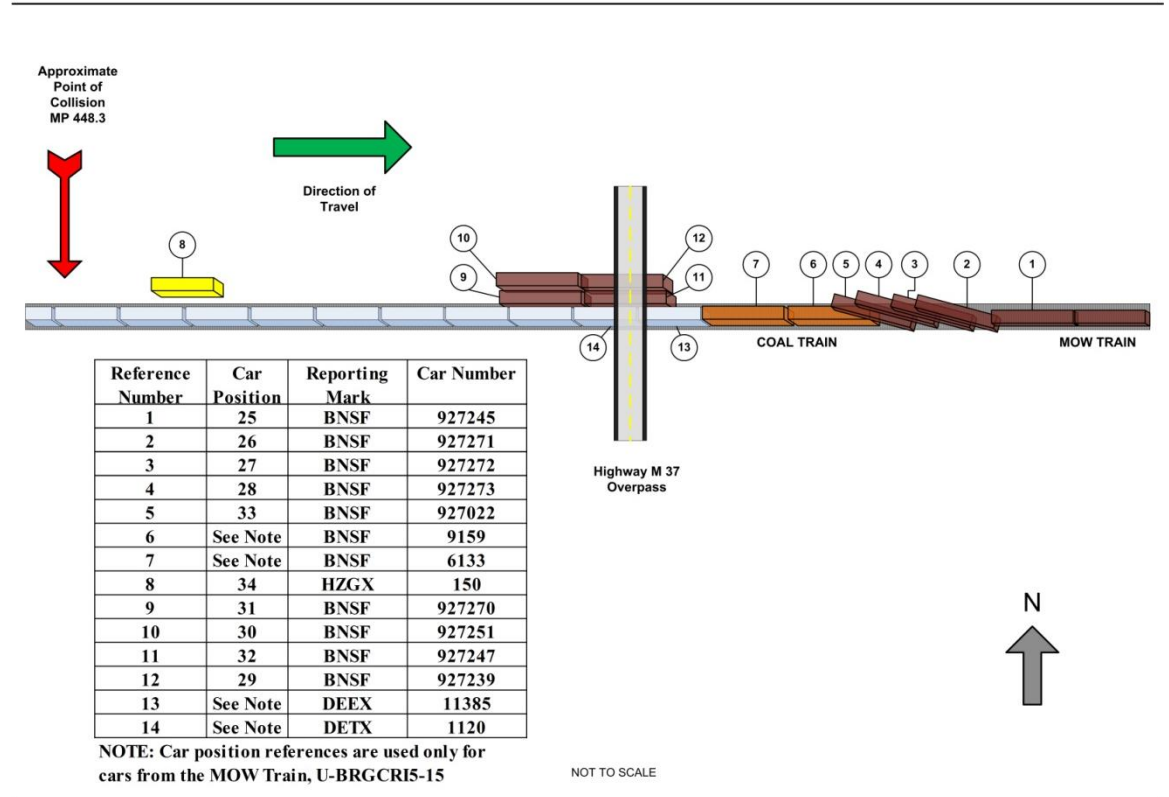 Approximate
Point of
Collision
MP 448.3
Direction of
Travel
8
10
9
12
11
7
6
5
4
3
2
1
14
13
COAL TRAIN
MOW TRAIN
Highway M 37
Overpass
Reference Number Car Position Reporting Mark Car Number
1 25 BNSF 927245
2 26 BNSF 927271
3 27 BNSF 927272
4 28 BNSF 927273
5 33 BNSF 927022
6 See Note BNSF 9159
7 See Note BNSF 6133
8 34 HZGX 150
9 31 BNSF 927270
10 30 BNSF 927251
11 32 BNSF 927247
12 29 BNSF 927239
13 See Note DEEX 11385
14 See Note DETX 1120
NOTE: Car position references are used only for
cars from the MOW Train, U-BRGCRI5-15
NOT TO SCALE
N